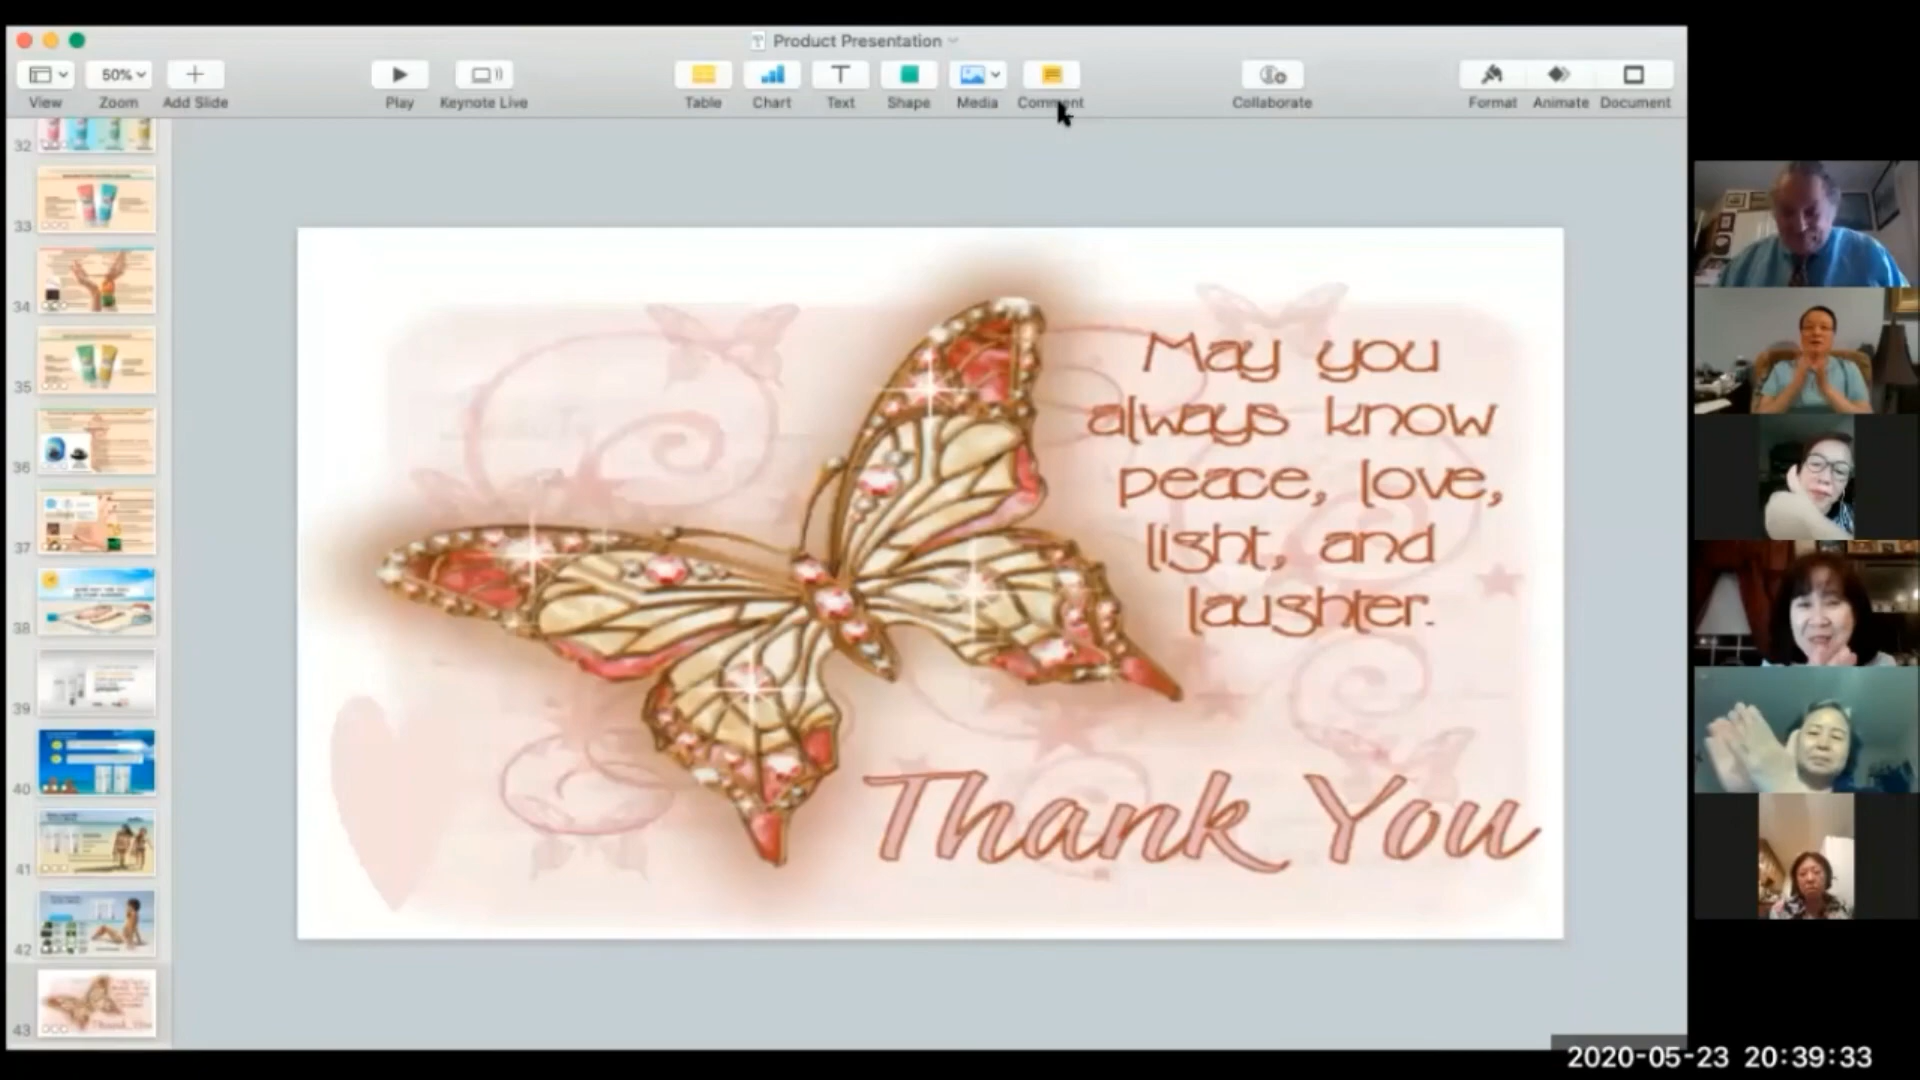 Product Presentation
50%
View
Zoom
Add Slide
Play
Keynote Live
Table
Chart
Text
Shape
Media
Comment
Collaborate
Format
Animate
Document
32
33
34
35
36
37
38
39
40
41
42
43
May you
always know
peace, love,
light, and
laughter.
Thank You
2020-05-23 20:39:33